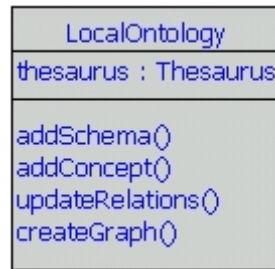 LocalOntology
thesaurus : Thesaurus
addSchema()
addConcept()
updateRelations()
createGraph()